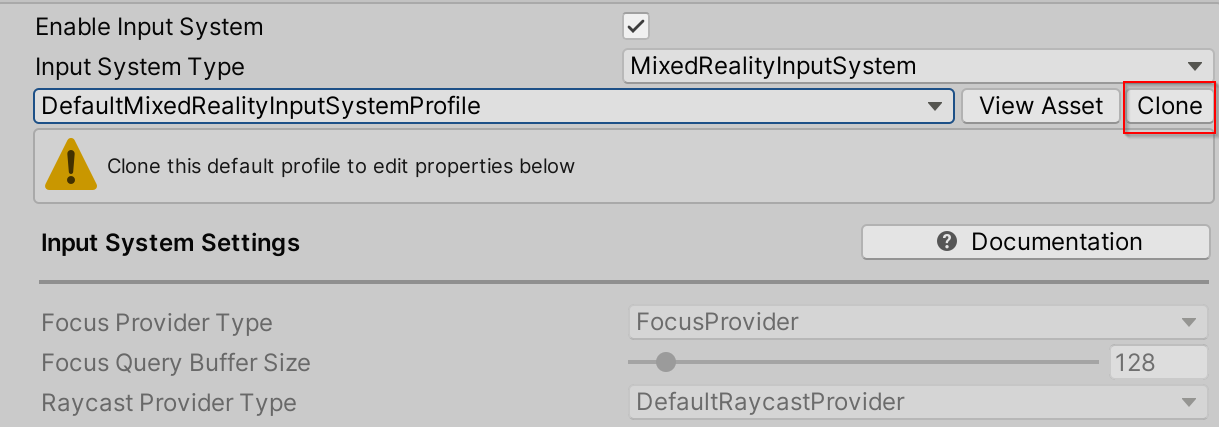 Enable Input System
Input System Type MixedRealityInputSystem
DefaultMixedRealityInputSystemProfile View Asset Clone
Clone this default profile to edit properties below
Input System Settings Documentation
Focus Provider Type FocusProvider
Focus Query Buffer Size 128
Raycast Provider Type DefaultRaycastProvider